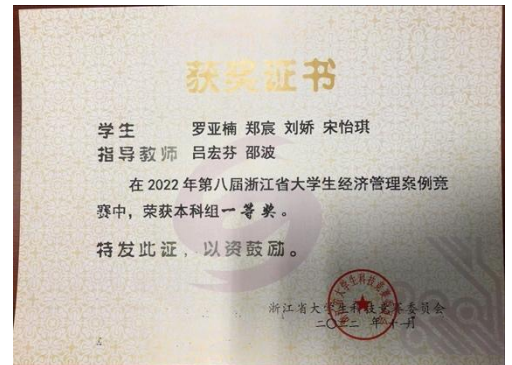 获奖证书
学生 罗亚楠 郑宸 刘娇 宋怡琪
指导教师 吕宏芬 邵波
在2022年第八届浙江省大学生经济管理案例竞
赛中，荣获本科组一等奖。
特发此证，以资鼓励。
浙江省大学生科技竞赛委员会
二〇二二年十一月